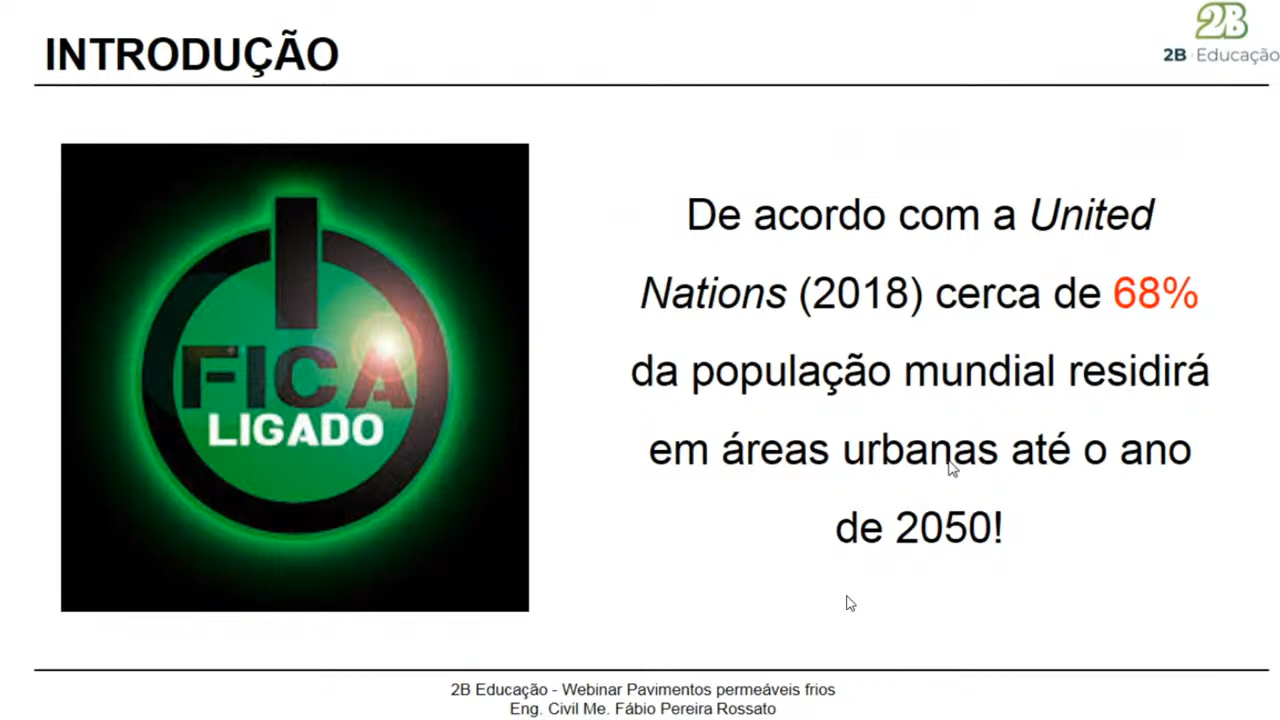 INTRODUÇÃO
2B
2B Educação
FICA
LIGADO
De acordo com a United
Nations (2018) cerca de 68%
da população mundial residirá
em áreas urbanas até o ano
de 2050!
2B Educação - Webinar Pavimentos permeáveis frios
Eng. Civil Me. Fábio Pereira Rossato